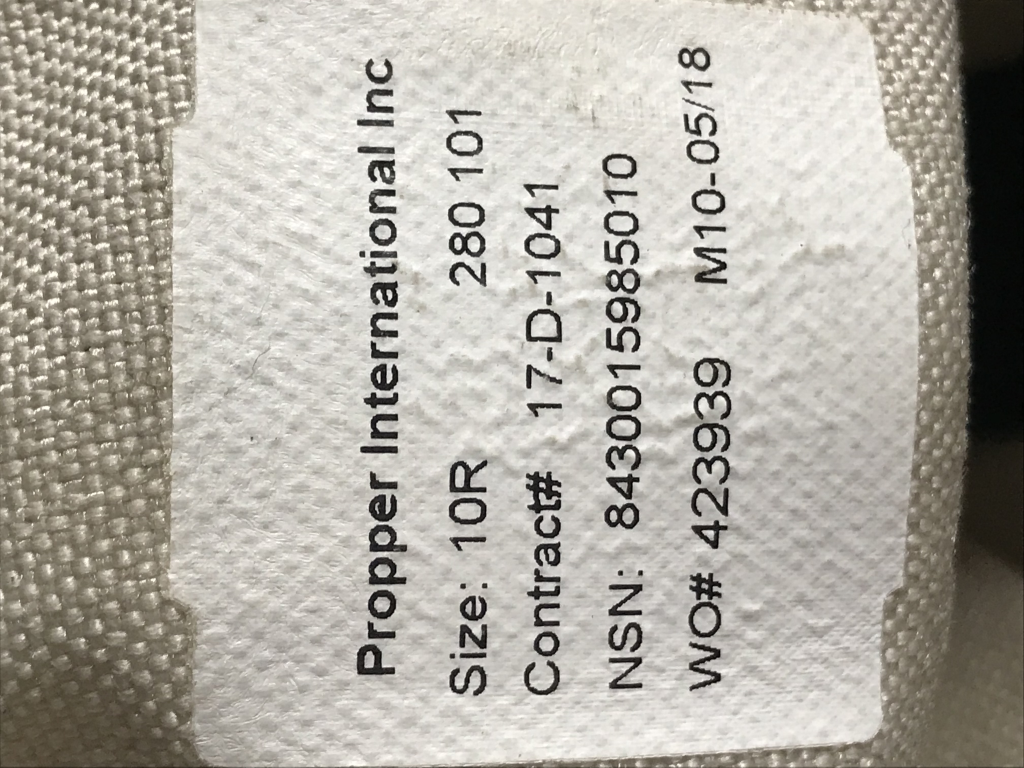 Propper International Inc
Size: 10R 280 101
Contract# 17-D-1041
NSN: 8430015985010
WO# 423939 M10-05/18